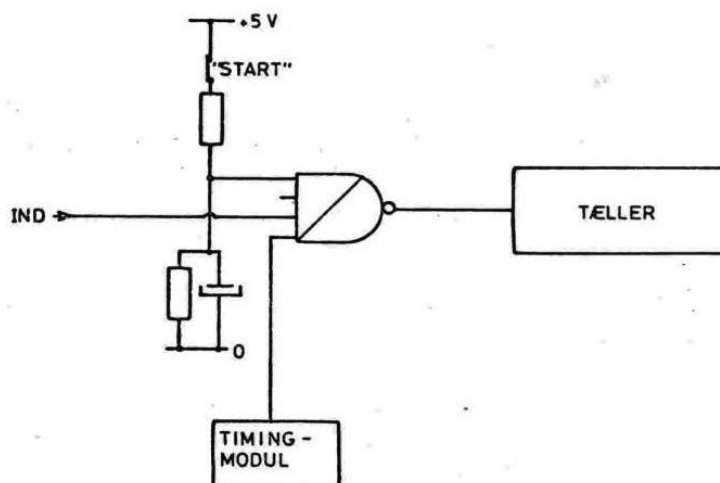 +5 V
"START"
IND
TÆLLER
0
TIMING-
MODUL